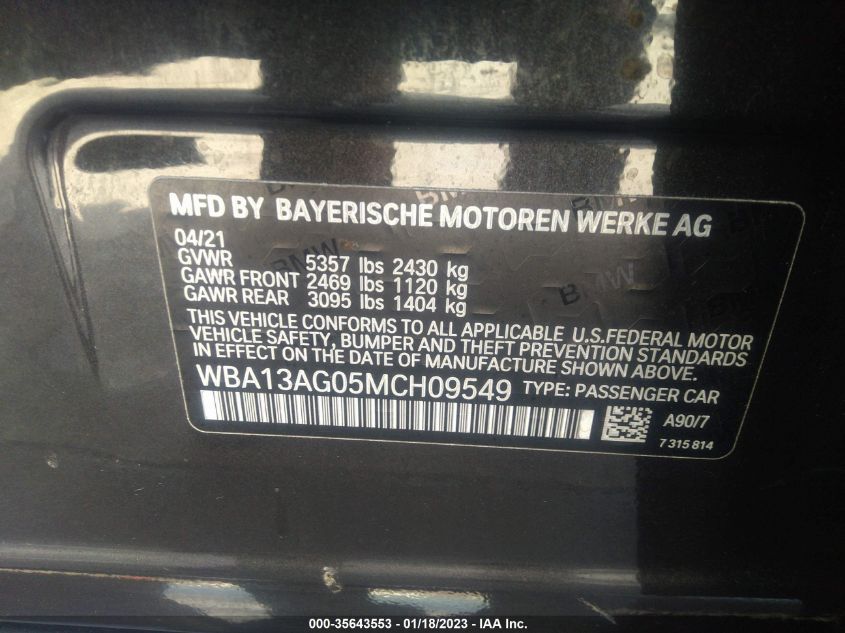 MFD BY BAYERISCHE MOTOREN WERKE AG
04/21
GVWR 5357 lbs 2430 kg
GAWR FRONT 2469 lbs 1120 kg
GAWR REAR 3095 lbs 1404 kg
THIS VEHICLE CONFORMS TO ALL APPLICABLE U.S.FEDERAL MOTOR
VEHICLE SAFETY, BUMPER AND THEFT PREVENTION STANDARDS
IN EFFECT ON THE DATE OF MANUFACTURE SHOWN ABOVE.
WBA13AG05MCH09549 TYPE: PASSENGER CAR
A90/7
7 315 814
000-35643553 - 01/18/2023 - IAA Inc.